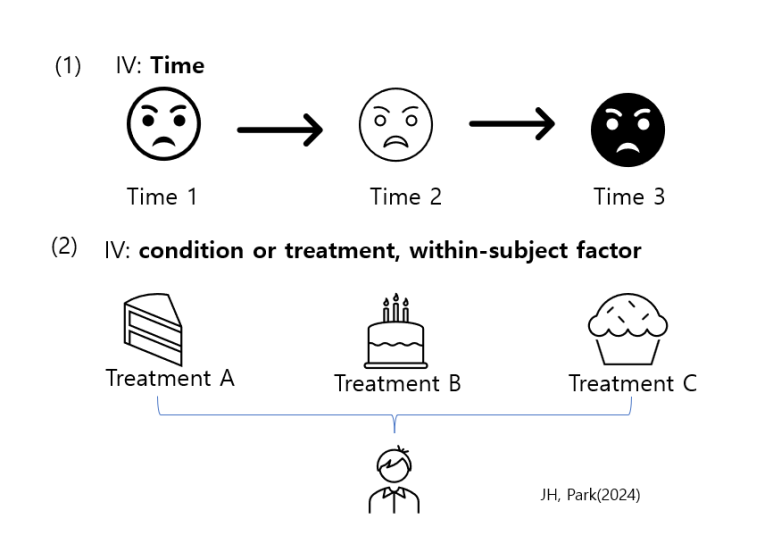 (1) IV: Time
Time 1 Time 2 Time 3
(2) IV: condition or treatment, within-subject factor
Treatment A Treatment B Treatment C
JH, Park(2024)